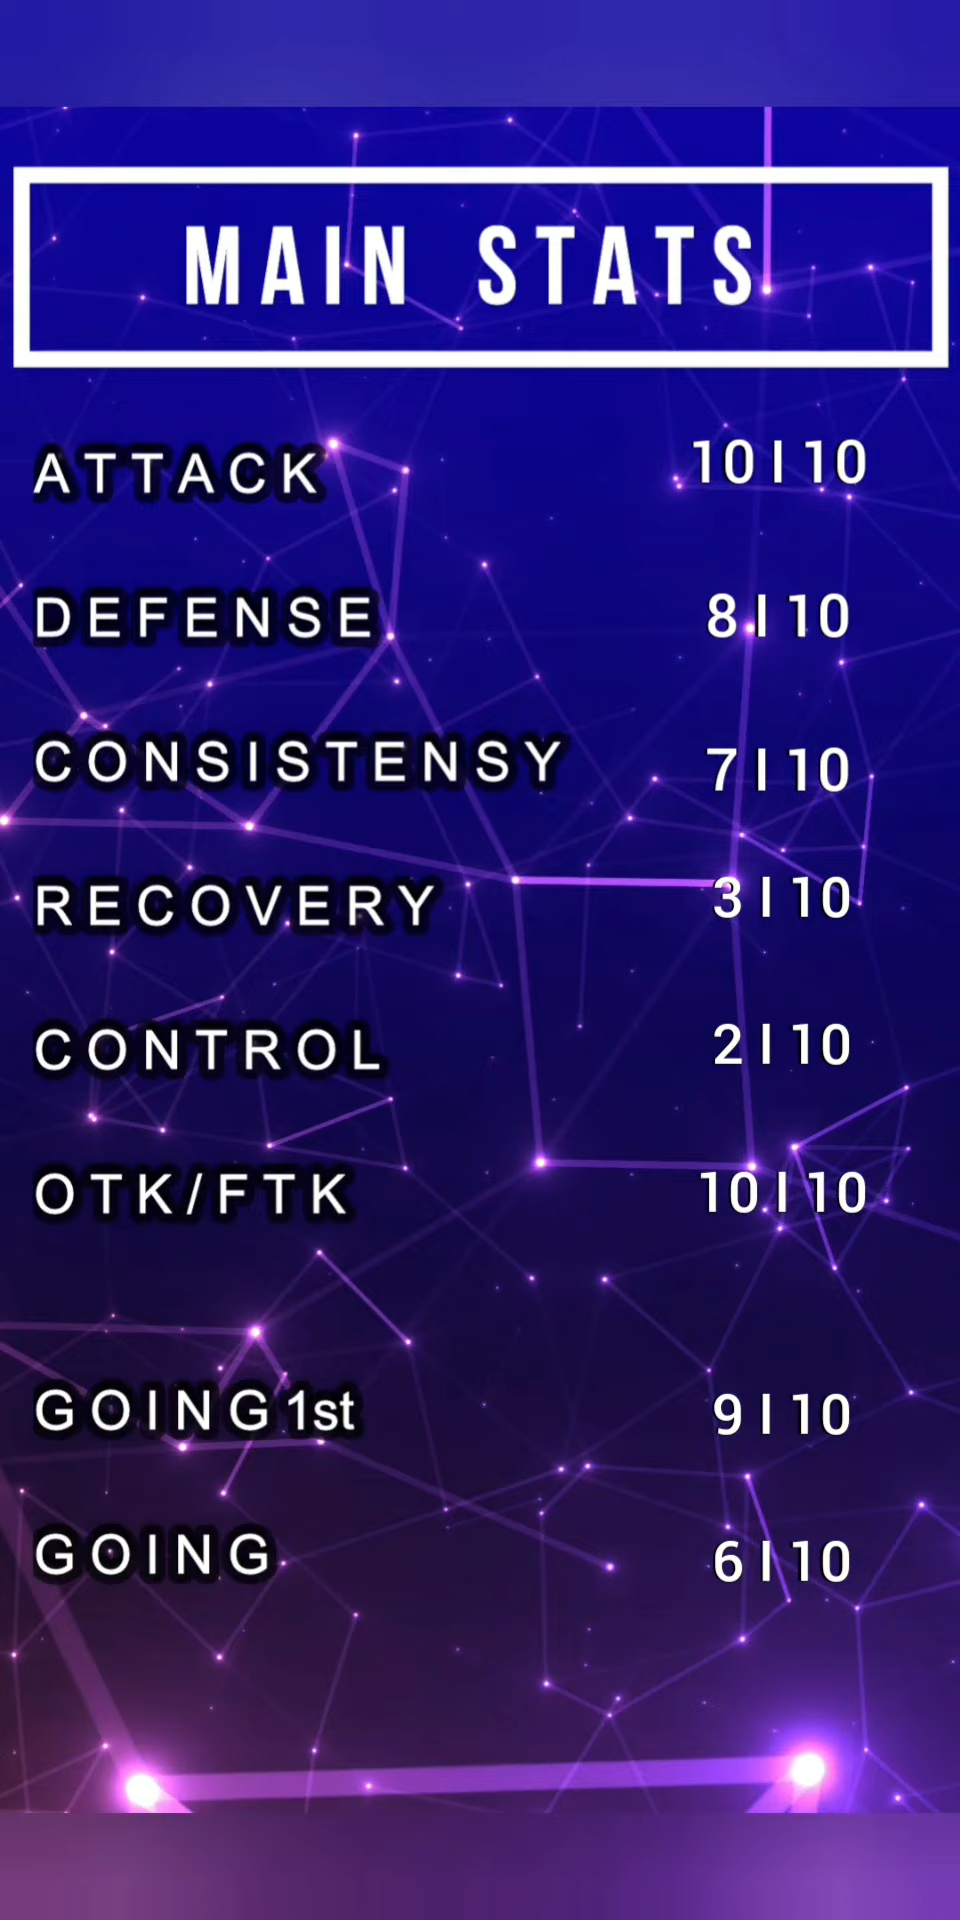 MAIN STATS
ATTACK 10 | 10
DEFENSE 8 | 10
CONSISTENSY 7 | 10
RECOVERY 3 | 10
CONTROL 2 | 10
OTK/FTK 10 | 10
GOING 1st 9 | 10
GOING 6 | 10